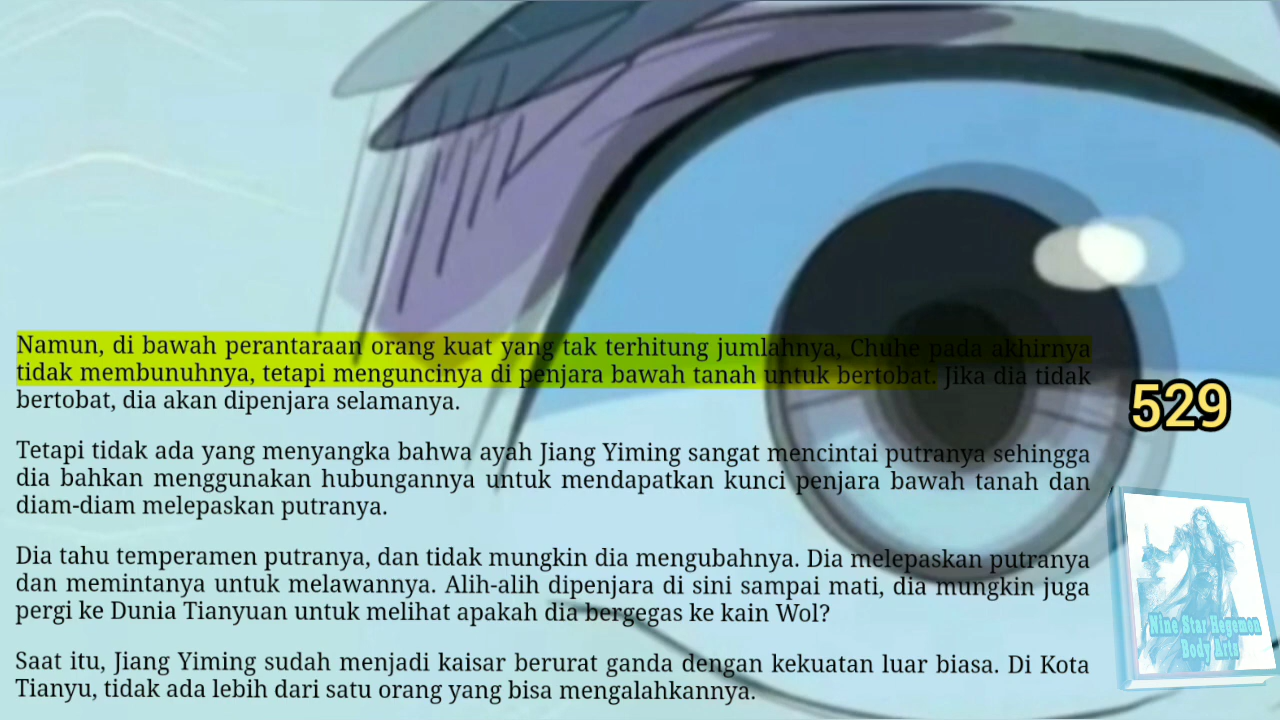 Namun, di bawah perantaraan orang kuat yang tak terhitung jumlahnya, Chuhe pada akhirnya
tidak membunuhnya, tetapi menguncinya di penjara bawah tanah untuk bertobat. Jika dia tidak
bertobat, dia akan dipenjara selamanya.
Tetapi tidak ada yang menyangka bahwa ayah Jiang Yiming sangat mencintai putranya sehingga
dia bahkan menggunakan hubungannya untuk mendapatkan kunci penjara bawah tanah dan
diam-diam melepaskan putranya.
Dia tahu temperamen putranya, dan tidak mungkin dia mengubahnya. Dia melepaskan putranya
dan memintanya untuk melawannya. Alih-alih dipenjara di sini sampai mati, dia mungkin juga
pergi ke Dunia Tianyuan untuk melihat apakah dia bergegas ke kain Wol?
Saat itu, Jiang Yiming sudah menjadi kaisar berurat ganda dengan kekuatan luar biasa. Di Kota
Tianyu, tidak ada lebih dari satu orang yang bisa mengalahkannya.
529
Nine Star Hegemon
Body Arts